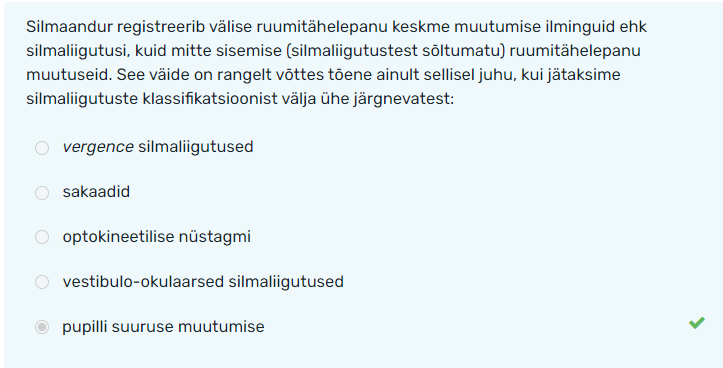 Silmaandur registreerib välise ruumitähelepanu keskme muutumise ilminguid ehk
silmaliigutusi, kuid mitte sisemise (silmaliigutustest sõltumatu) ruumitähelepanu
muutuseid. See väide on rangelt võttes tõene ainult sellisel juhu, kui jätaksime
silmaliigutuste klassifikatsioonist välja ühe järgnevatest:
vergence silmaliigutused
sakaadid
optokineetilise nüstagmi
vestibulo-okulaarsed silmaliigutused
pupilli suuruse muutumise